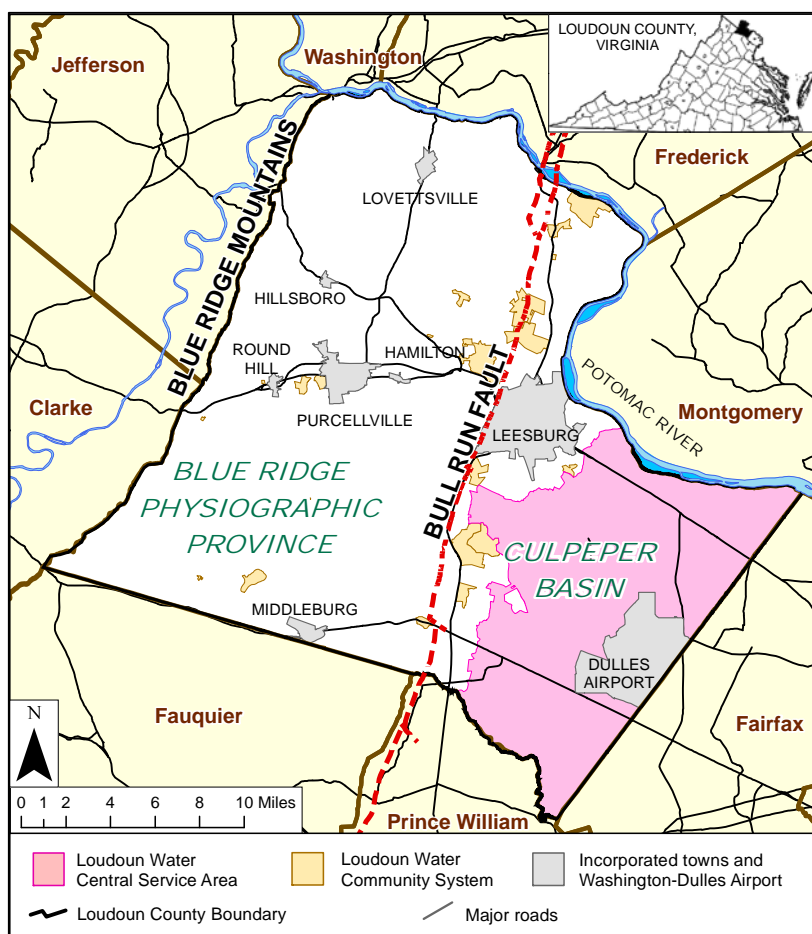 LOUDOUN COUNTY,
VIRGINIA
Jefferson
Washington
Frederick
BLUE RIDGE MOUNTAINS
LOVETTSVILLE
HILLSBORO
ROUND
HILL
HAMILTON
PURCELLVILLE
Clarke
BULL RUN FAULT
LEESBURG
POTOMAC RIVER
Montgomery
BLUE RIDGE
PHYSIOGRAPHIC
PROVINCE
CULPEPER
BASIN
MIDDLEBURG
DULLES
AIRPORT
Fauquier
Fairfax
Prince William
N
0 1 2 4 6 8 10 Miles
Loudoun Water
Central Service Area
Loudoun Water
Community System
Incorporated towns and
Washington-Dulles Airport
Loudoun County Boundary
Major roads